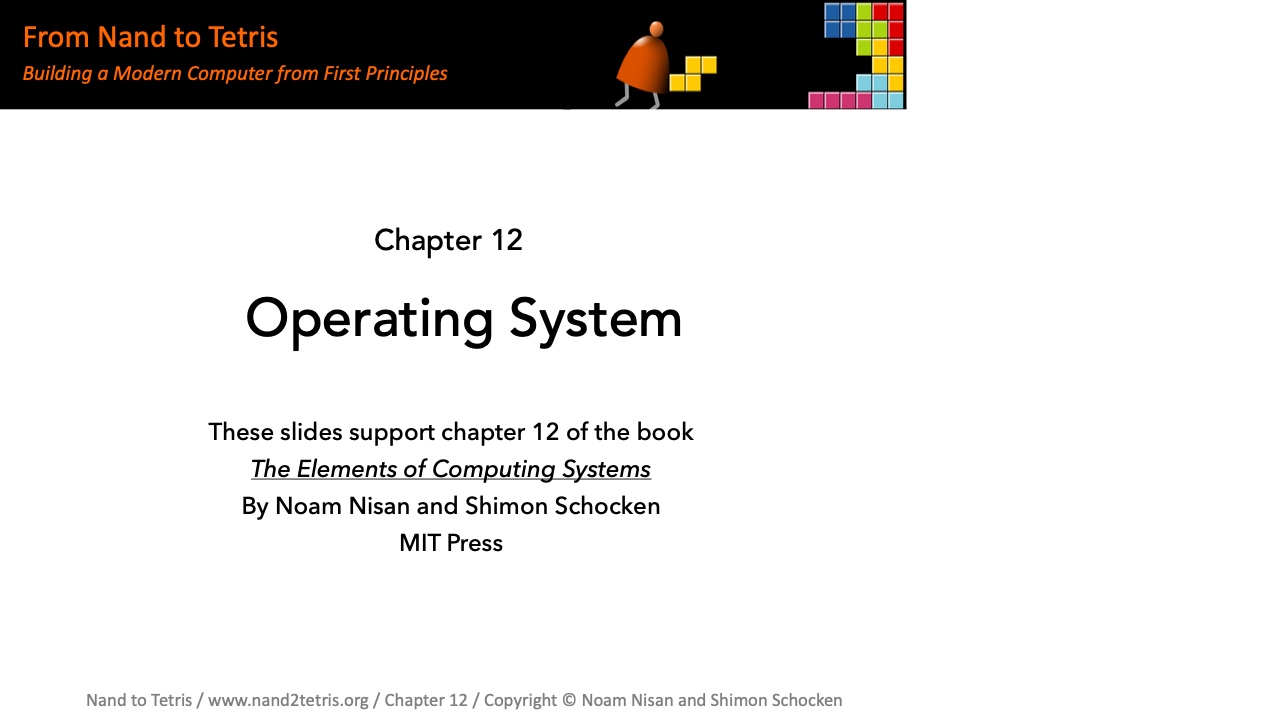 From Nand to Tetris
Building a Modern Computer from First Principles
Chapter 12
Operating System
These slides support chapter 12 of the book
The Elements of Computing Systems
By Noam Nisan and Shimon Schocken
MIT Press
Nand to Tetris / www.nand2tetris.org / Chapter 12 / Copyright © Noam Nisan and Shimon Schocken